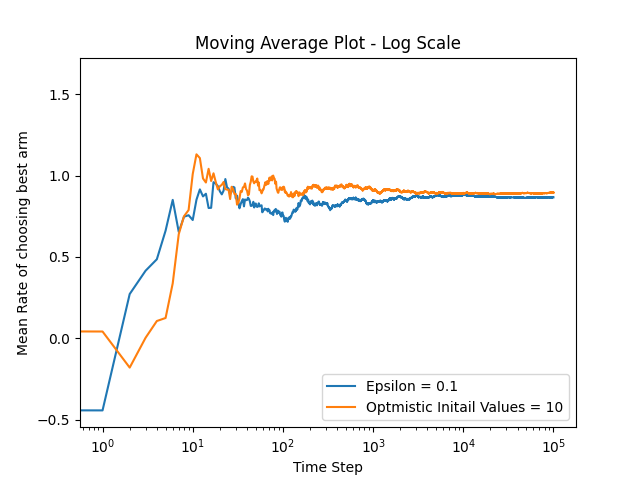 Moving Average Plot - Log Scale
Mean Rate of choosing best arm
1.5
1.0
0.5
0.0
−0.5
10⁰
10¹
10²
10³
10⁴
10⁵
Time Step
Epsilon = 0.1
Optmistic Initail Values = 10